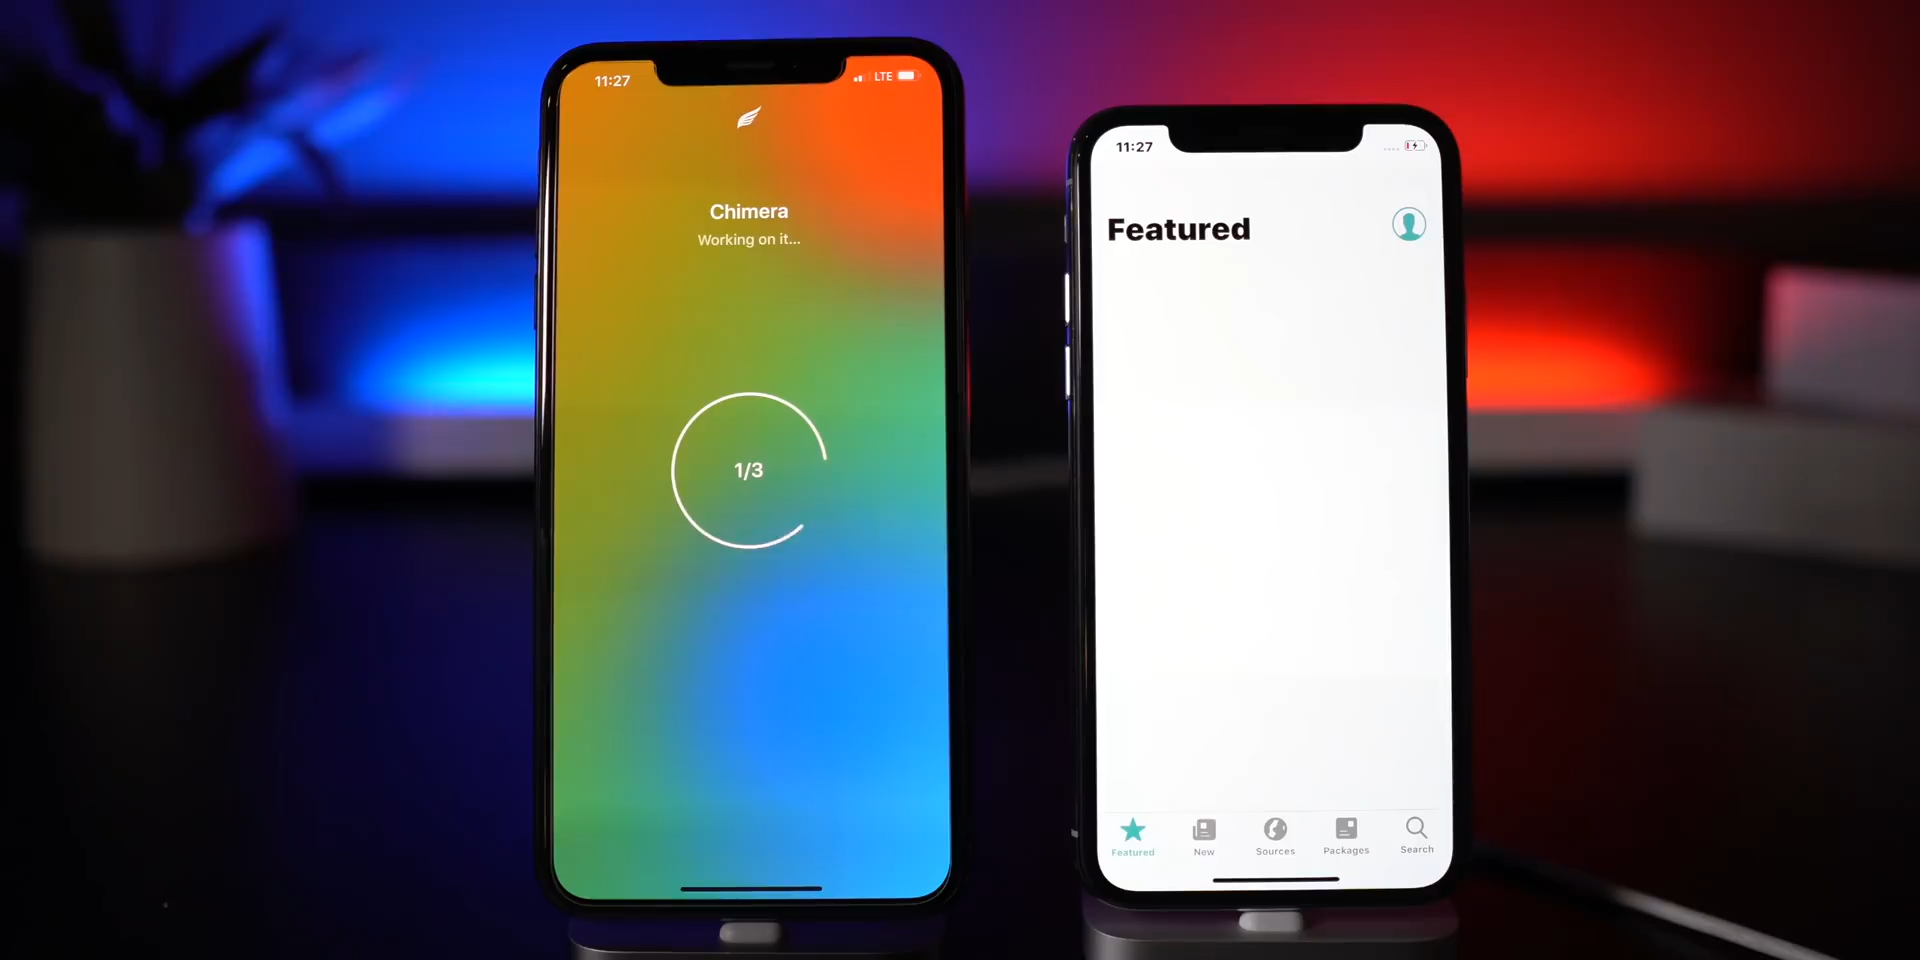 11:27
LTE
Chimera
Working on it...
1/3
11:27
Featured
Featured
New
Sources
Packages
Search